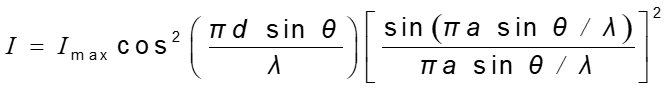 I = I_max cos² ( πd sin θ / λ ) [ sin (πa sin θ / λ) / πa sin θ / λ ]²